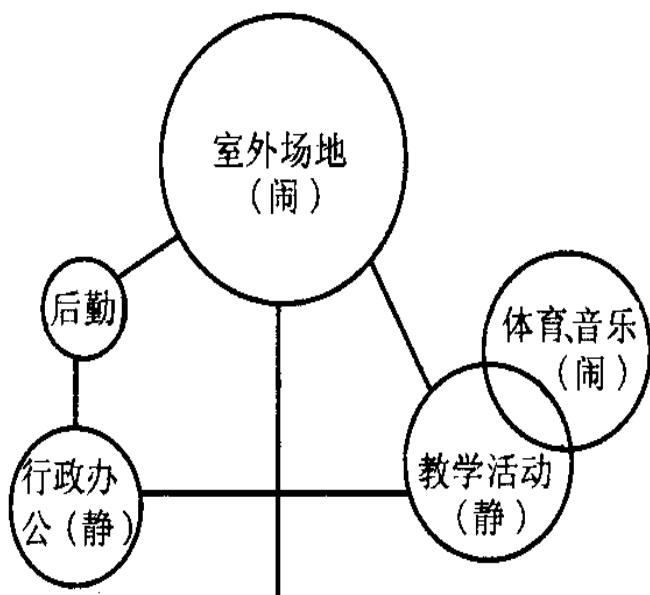 室外场地
（闹）
后勤
体育、音乐
（闹）
行政办
公（静）
教学活动
（静）